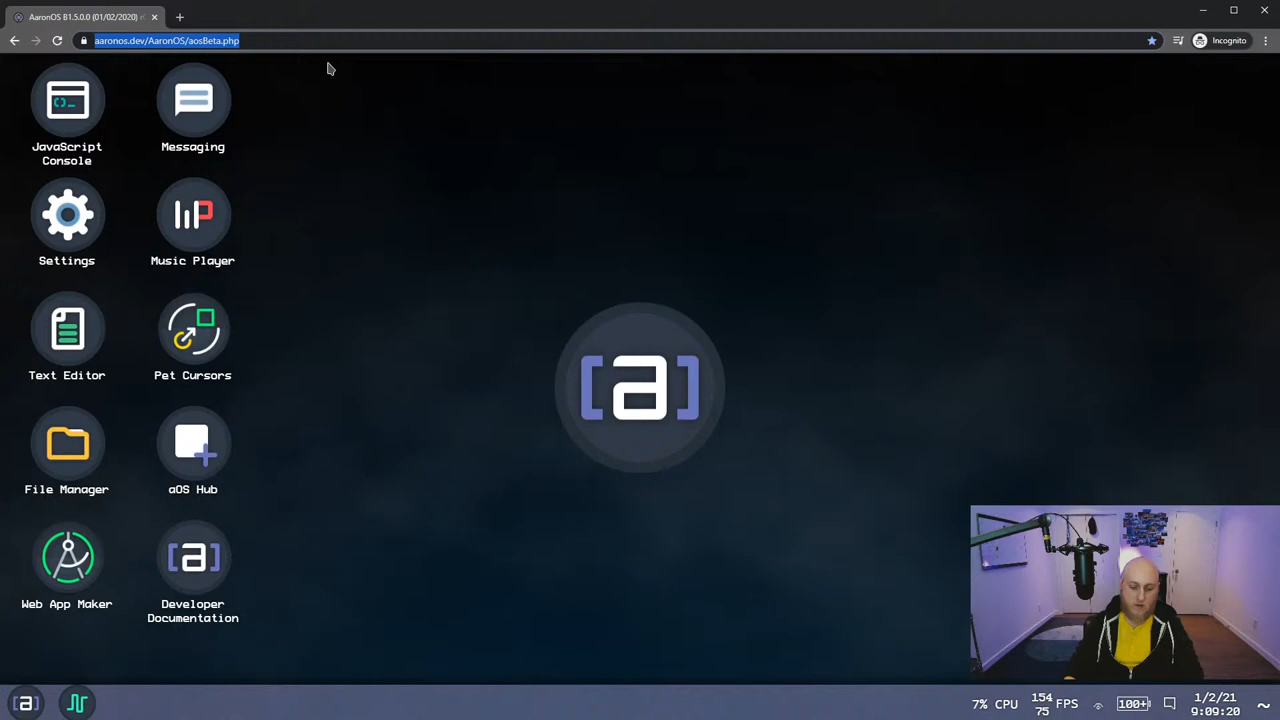 AaronOS B1.5.0.0 (01/02/2020)
aaronos.dev/AaronOS/aosBeta.php
Incognito
JavaScript
Console
Messaging
Settings
Music Player
Text Editor
Pet Cursors
File Manager
aOS Hub
Web App Maker
Developer
Documentation
[a]
[a]
[a]
7% CPU
154
75
FPS
100+
1/2/21
9:09:20